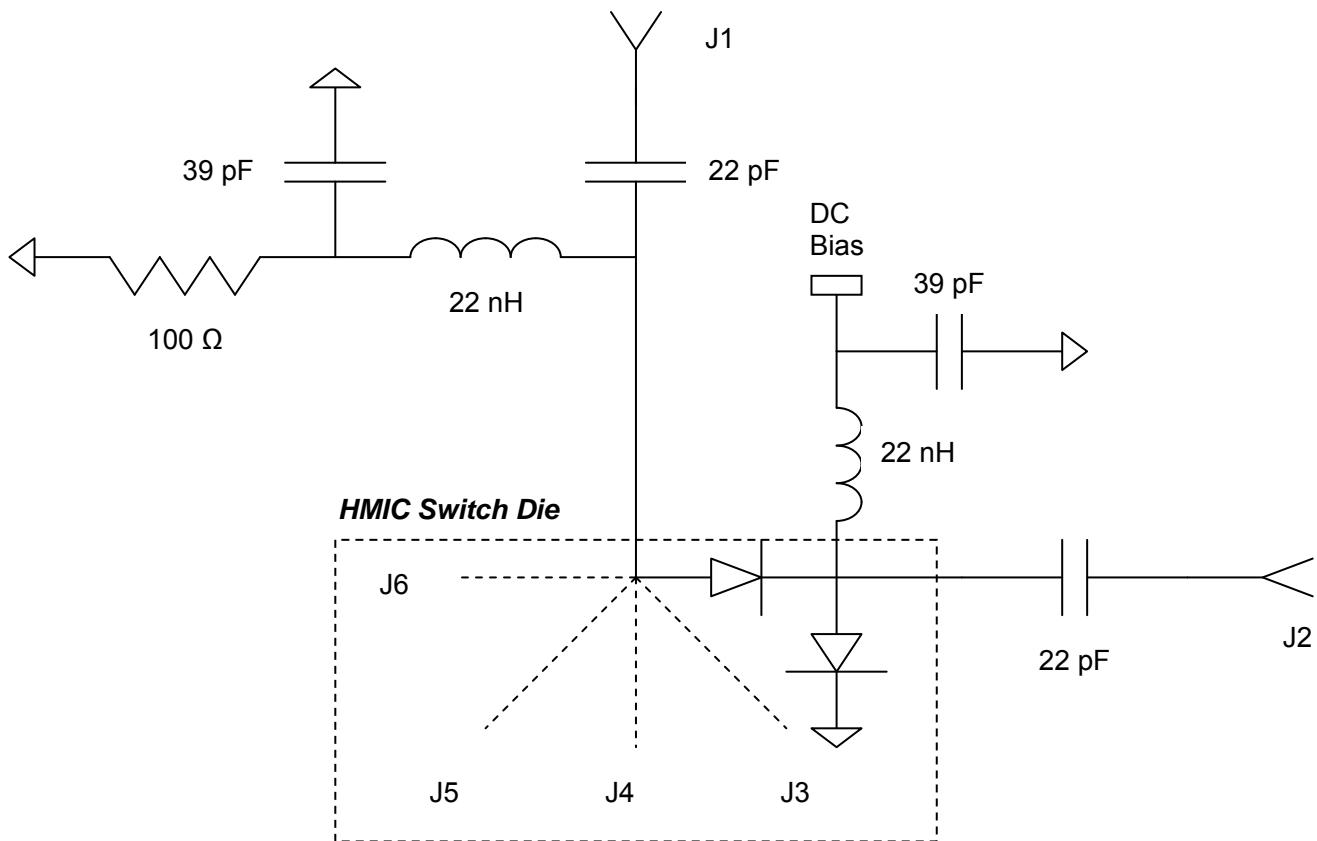 J1
39 pF
22 pF
DC
Bias
39 pF
22 nH
100 Ω
22 nH
HMIC Switch Die
J6
J2
22 pF
J5
J4
J3